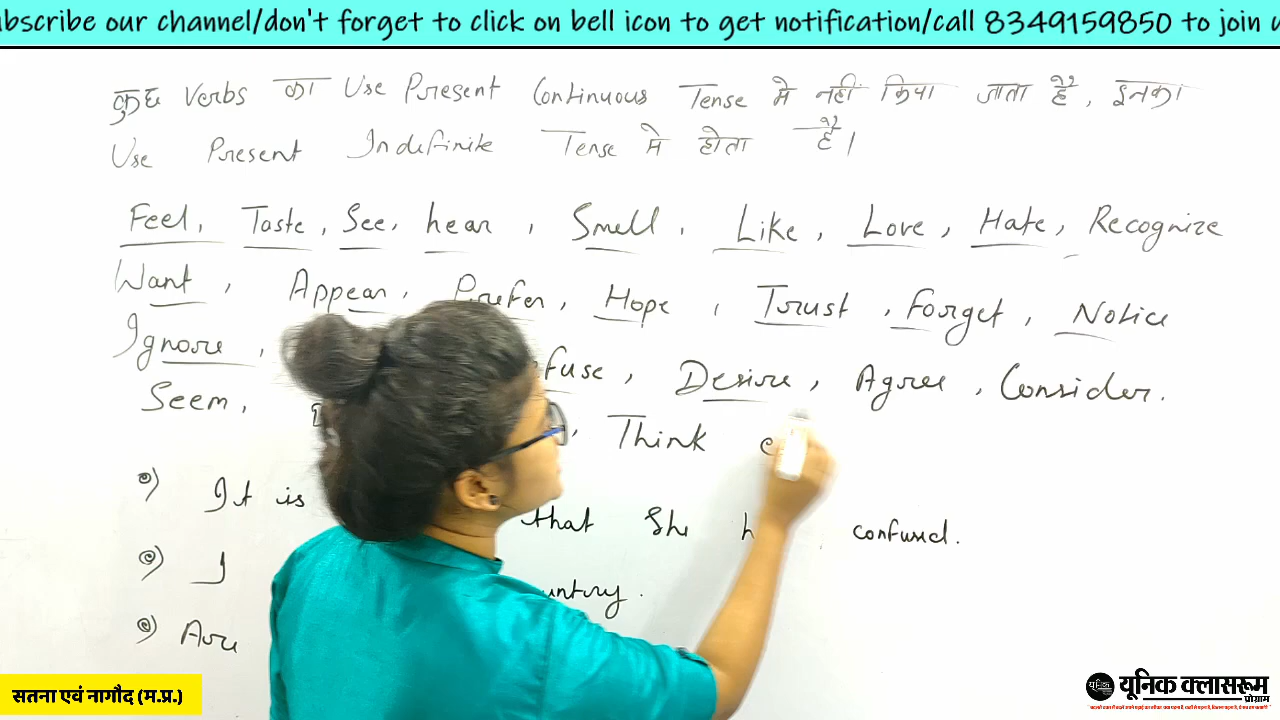 bscribe our channel/don't forget to click on bell icon to get notification/call 8349159850 to join u
कुछ Verbs का Use Present Continuous Tense मे नहीं किया जाता है, इनका
Use Present Indefinite Tense मे होता है।
Feel, Taste, See, hear, Smell, Like, Love, Hate, Recognize
Want, Appear, Prefer, Hope, Trust, Forget, Notice
Ignore, fuse, Desire, Agree, Consider.
Seem, , Think
It is that She confused.
I untry.
Are
सतना एवं नागौद (म.प्र.)
यूनिक क्लासरूम
प्रोग्राम